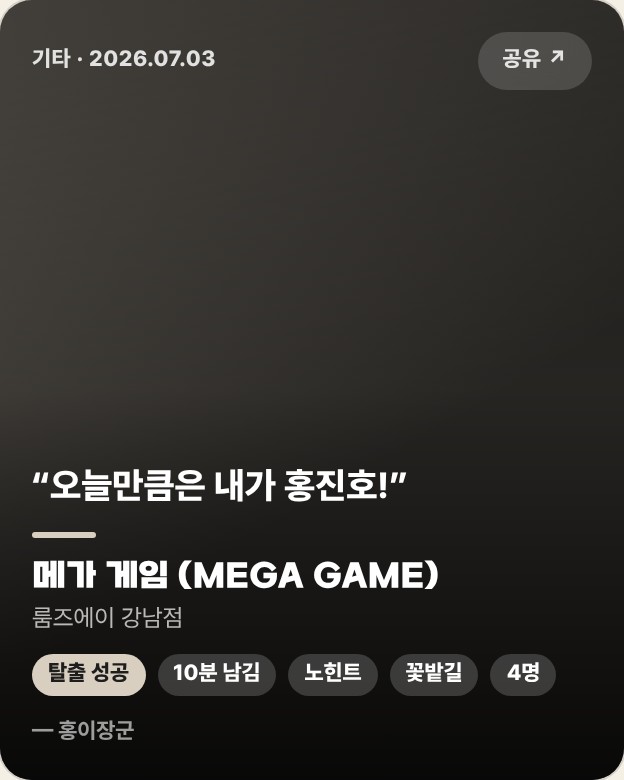 기타 · 2026.07.03
공유 ↗
“오늘만큼은 내가 홍진호!”
메가 게임 (MEGA GAME)
룸즈에이 강남점
탈출 성공 10분 남김 노힌트 꽃밭길 4명
— 홍이장군